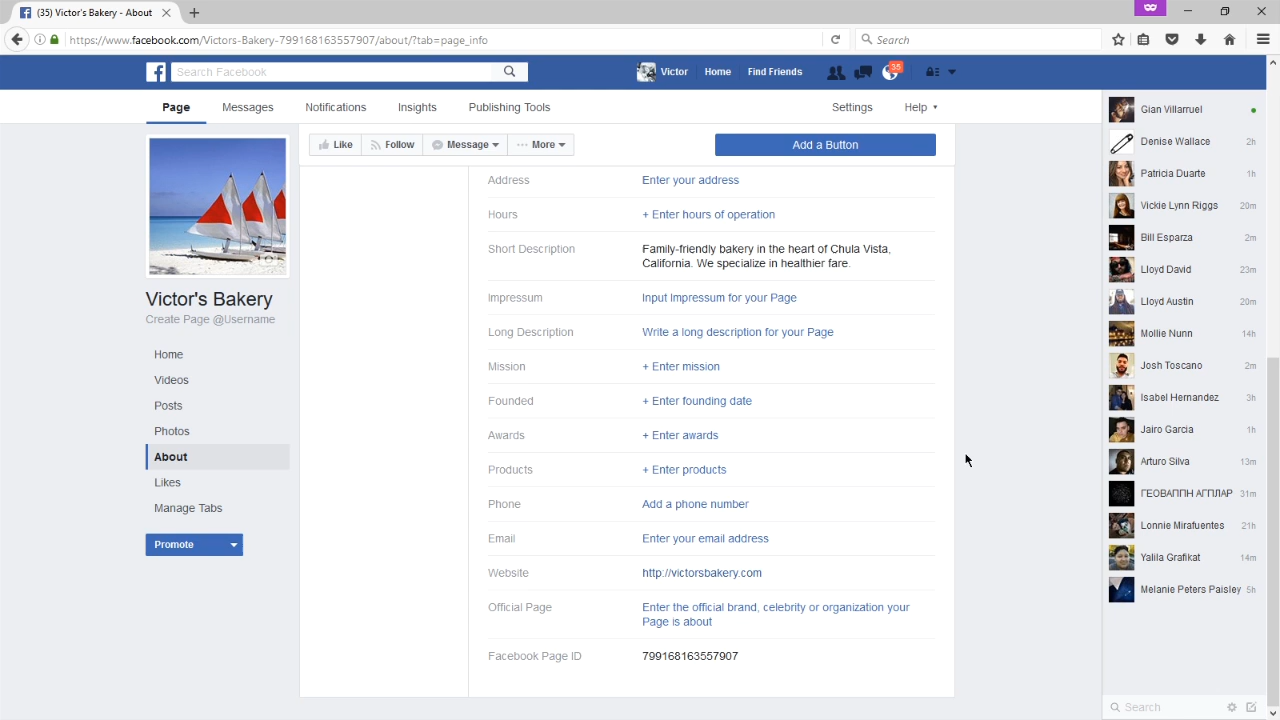 (35) Victor's Bakery - About
https://www.facebook.com/Victors-Bakery-799168163557907/about/?tab=page_info
Search
Search Facebook
Victor Home Find Friends 35
Page Messages Notifications Insights Publishing Tools Settings Help
Like Follow Message More Add a Button
Victor's Bakery
Create Page @Username
Home
Videos
Posts
Photos
About
Likes
Manage Tabs
Promote
Address Enter your address
Hours + Enter hours of operation
Short Description Family-friendly bakery in the heart of Chula Vista,
California. We specialize in healthier fare.
Impressum Input Impressum for your Page
Long Description Write a long description for your Page
Mission + Enter mission
Founded + Enter founding date
Awards + Enter awards
Products + Enter products
Phone Add a phone number
Email Enter your email address
Website http://victorsbakery.com
Official Page Enter the official brand, celebrity or organization your
Page is about
Facebook Page ID 799168163557907
Gian Villarruel
Denise Wallace 2h
Patricia Duarte 1h
Vickie Lynn Riggs 20m
Bill Esparza 2m
Lloyd David 23m
Lloyd Austin 20m
Mollie Nunn 14h
Josh Toscano 2m
Isabel Hernandez 3h
Jairo Garcia 1h
Arturo Silva 13m
31m
Lonnie Mirafuentes 21h
Yalila Grafikat 14m
Melanie Peters Paisley 5h
Search